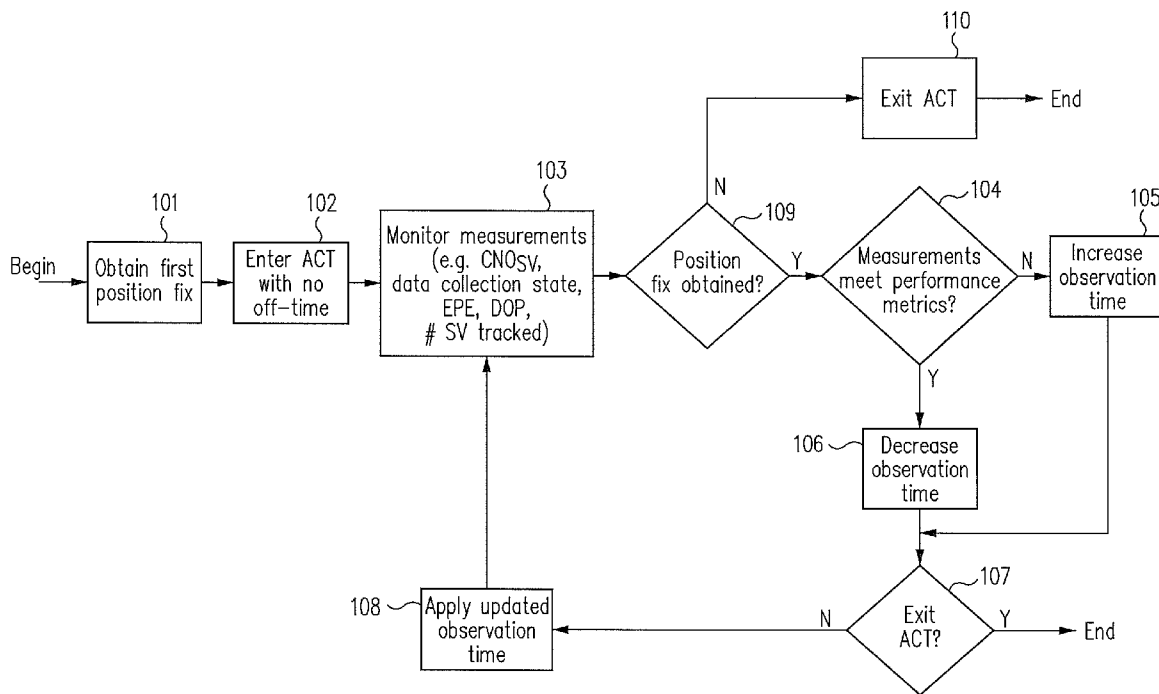 110
Exit ACT
End
101
102
103
N
109
104
105
Begin
Obtain first
position fix
Enter ACT
with no
off-time
Monitor measurements
(e.g. CNOSV,
data collection state,
EPE, DOP,
# SV tracked)
Position
fix obtained?
Y
Measurements
meet performance
metrics?
N
Increase
observation
time
Y
106
Decrease
observation
time
107
108
Apply updated
observation
time
N
Exit
ACT?
Y
End